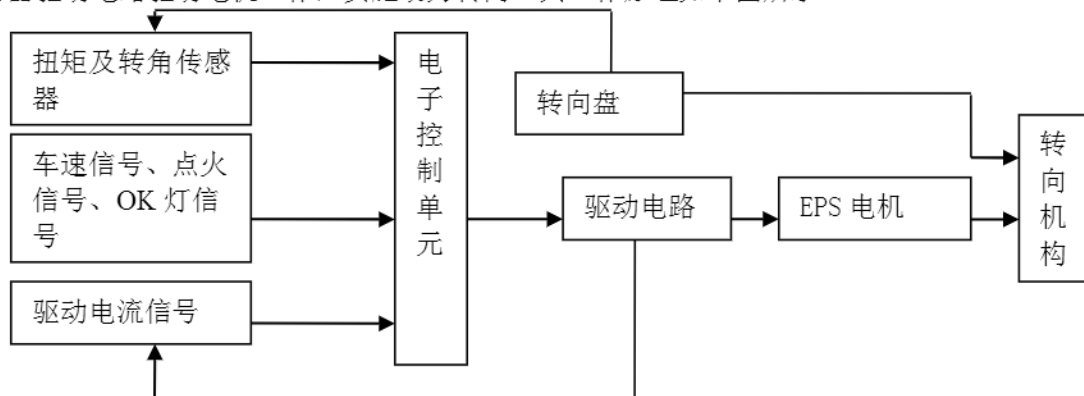 扭矩及转角传感
器
车速信号、点火
信号、OK 灯信
号
驱动电流信号
电
子
控
制
单
元
转向盘
驱动电路
EPS 电机
转
向
机
构